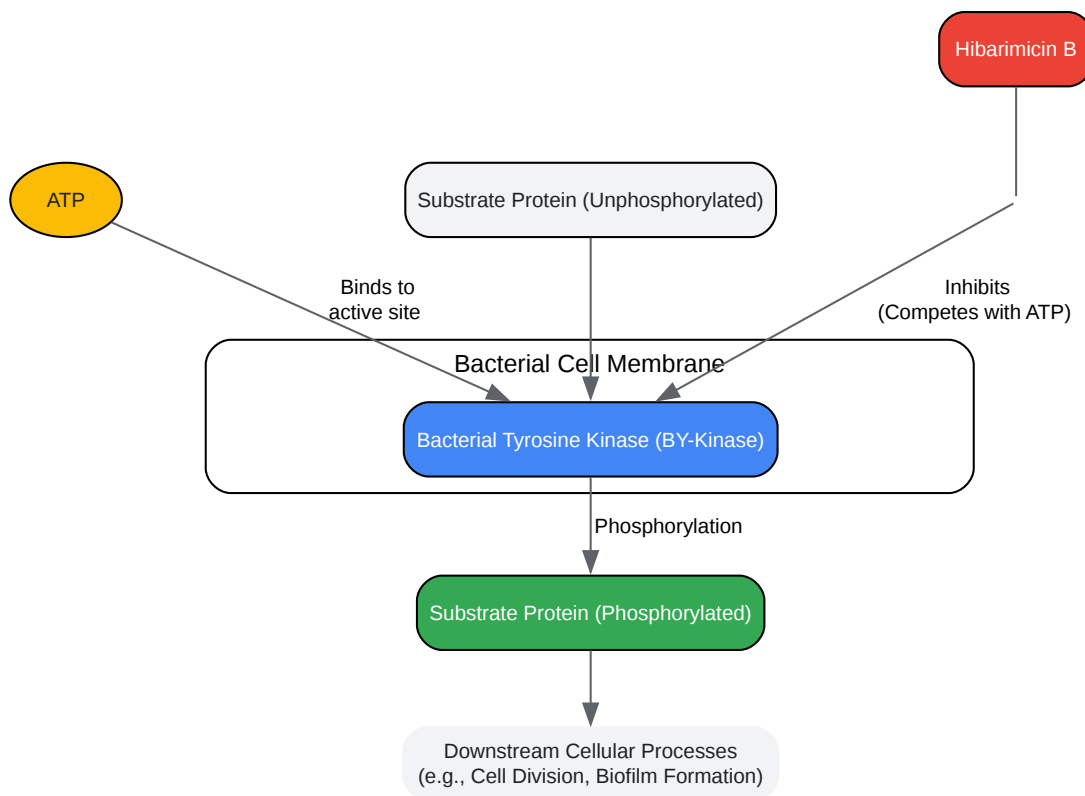 Hibarimicin B
ATP
Substrate Protein (Unphosphorylated)
Binds to
active site
Inhibits
(Competes with ATP)
Bacterial Cell Membrane
Bacterial Tyrosine Kinase (BY-Kinase)
Phosphorylation
Substrate Protein (Phosphorylated)
Downstream Cellular Processes
(e.g., Cell Division, Biofilm Formation)